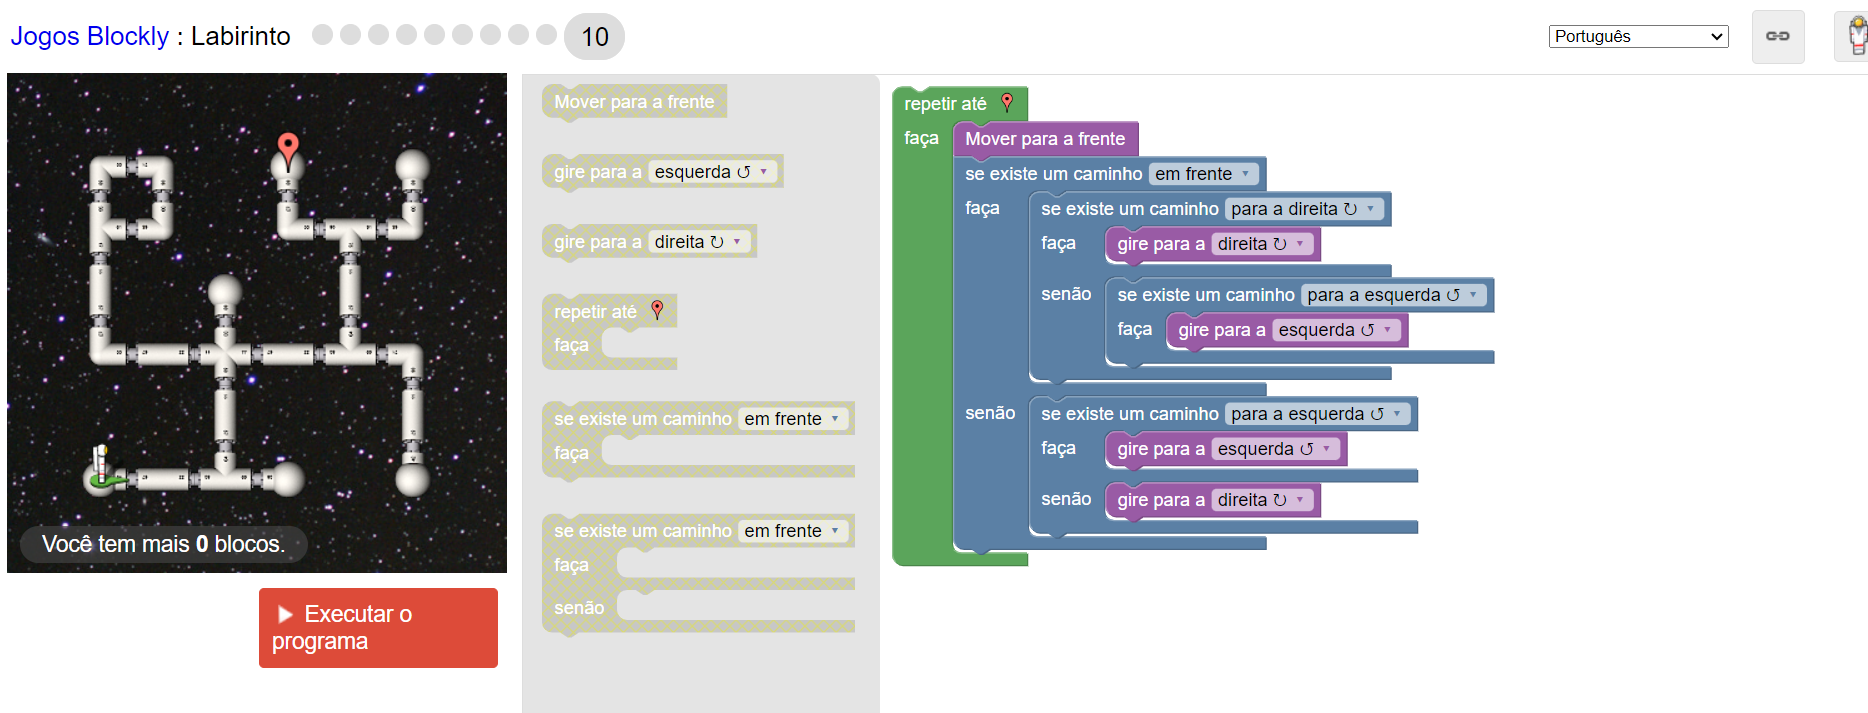 Jogos Blockly : Labirinto 10
Português
Você tem mais 0 blocos.
Executar o
programa
Mover para a frente
gire para a esquerda ↺ ▾
gire para a direita ↻ ▾
repetir até
faça
se existe um caminho em frente ▾
faça
se existe um caminho em frente ▾
faça
senão
repetir até
faça
Mover para a frente
se existe um caminho em frente ▾
faça
se existe um caminho para a direita ↻ ▾
faça
gire para a direita ↻ ▾
senão
se existe um caminho para a esquerda ↺ ▾
faça
gire para a esquerda ↺ ▾
senão
se existe um caminho para a esquerda ↺ ▾
faça
gire para a esquerda ↺ ▾
senão
gire para a direita ↻ ▾